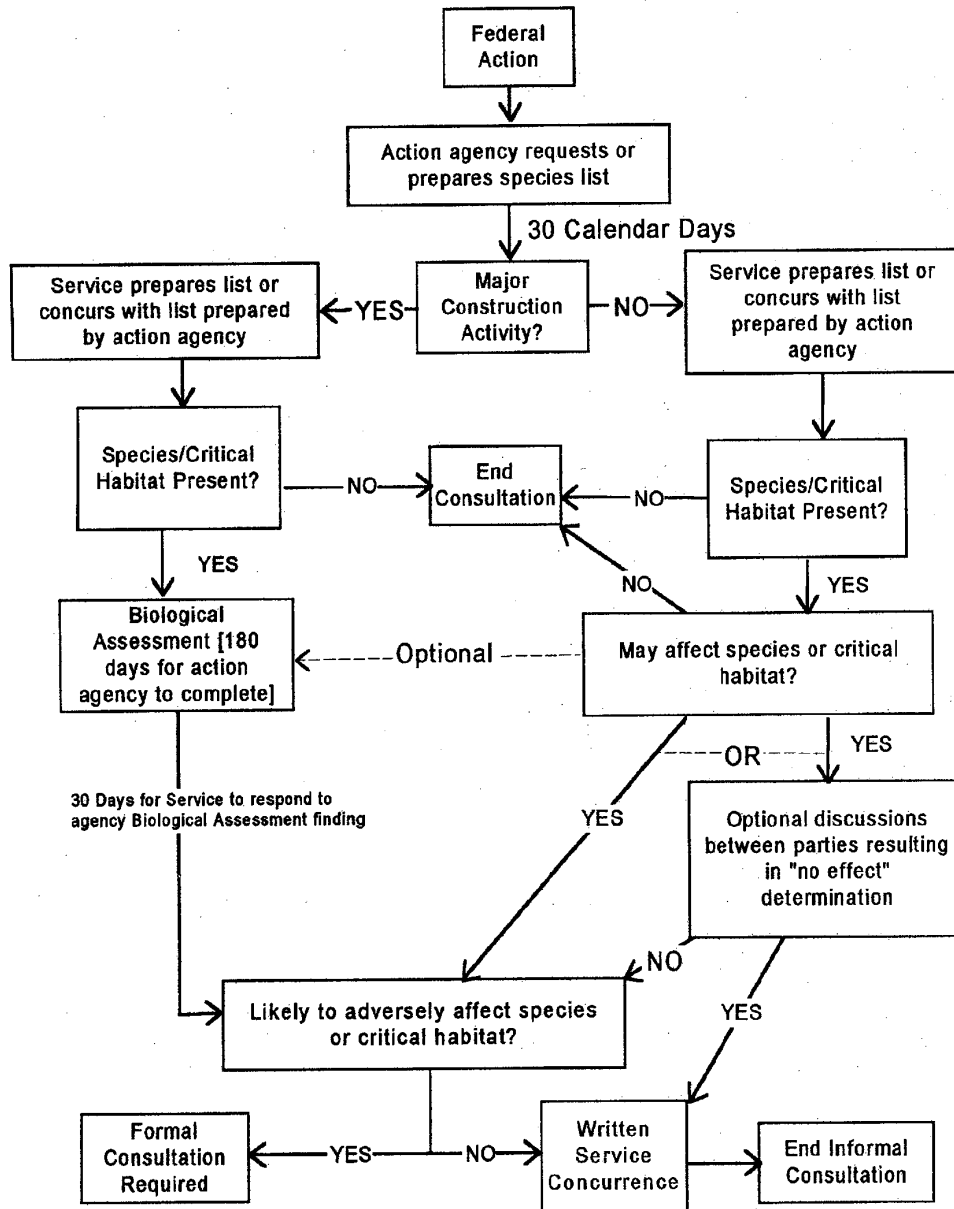 Federal
Action
Action agency requests or
prepares species list
30 Calendar Days
Service prepares list or
concurs with list prepared
by action agency
YES
Major
Construction
Activity?
NO
Service prepares list or
concurs with list
prepared by action
agency
Species/Critical
Habitat Present?
NO
End
Consultation
NO
Species/Critical
Habitat Present?
YES
NO
YES
Biological
Assessment [180
days for action
agency to complete]
Optional
May affect species or critical
habitat?
OR
YES
30 Days for Service to respond to
agency Biological Assessment finding
YES
Optional discussions
between parties resulting
in "no effect"
determination
NO
YES
Likely to adversely affect species
or critical habitat?
Formal
Consultation
Required
YES
NO
Written
Service
Concurrence
End Informal
Consultation